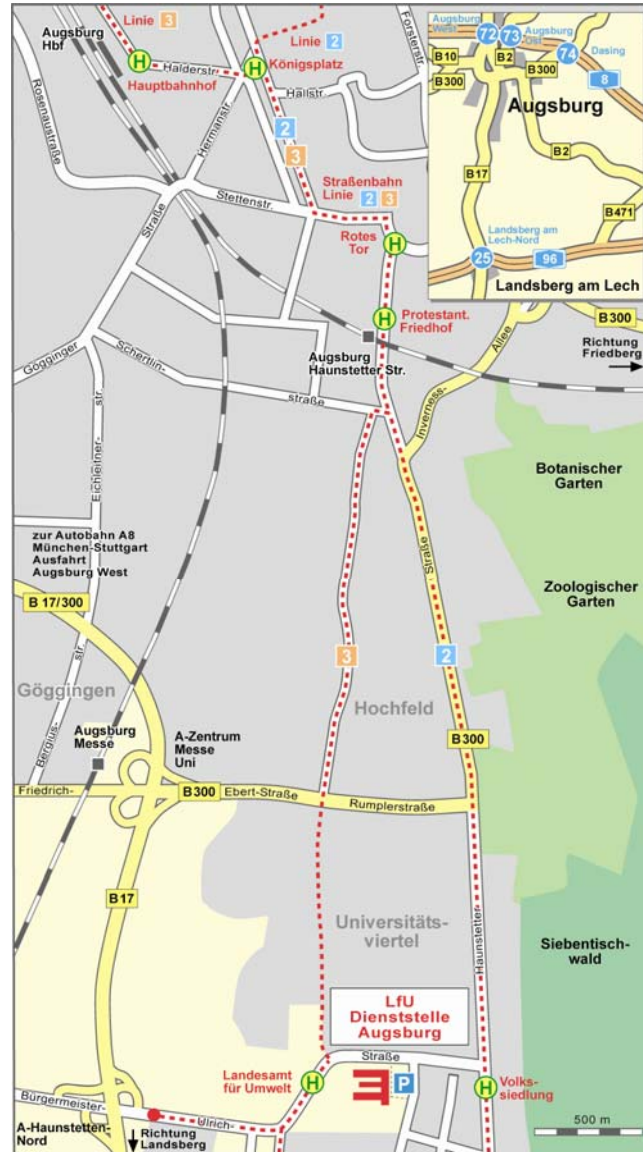 Augsburg
Hbf
Linie 3
Linie 2
Halderstr.
Hauptbahnhof
Königsplatz
Hallstr.
Forsterstr.
Rosenaustraße
Hermanstr.
2
3
Stettenstr.
Straßenbahn
Linie 2 3
Rotes
Tor
Straße
Protestant.
Friedhof
Augsburg
Haunstetter Str.
Gögginger
Schertlin-
straße
Inverness-
Allee
B300
Richtung
Friedberg
Augsburg
West
72
73
Augsburg
Ost
74
Dasing
B10
B2
B300
B300
8
Augsburg
B2
B17
B471
Landsberg am
Lech-Nord
25
96
Landsberg am Lech
Eichleitner-
str.
Botanischer
Garten
zur Autobahn A8
München-Stuttgart
Ausfahrt
Augsburg West
Straße
Zoologischer
Garten
B 17/300
3
2
Göggingen
Hochfeld
Bergius-
str.
Augsburg
Messe
A-Zentrum
Messe
Uni
B300
Friedrich-
B300
Ebert-Straße
Rumplerstraße
B17
Universitäts-
viertel
Haunstetter-
Siebentisch-
wald
LfU
Dienststelle
Augsburg
Straße
Landesamt
für Umwelt
H
P
H
Volks-
siedlung
Bürgermeister-
Ulrich-
A-Haunstetten-
Nord
Richtung
Landsberg
500 m
H
H
H
H